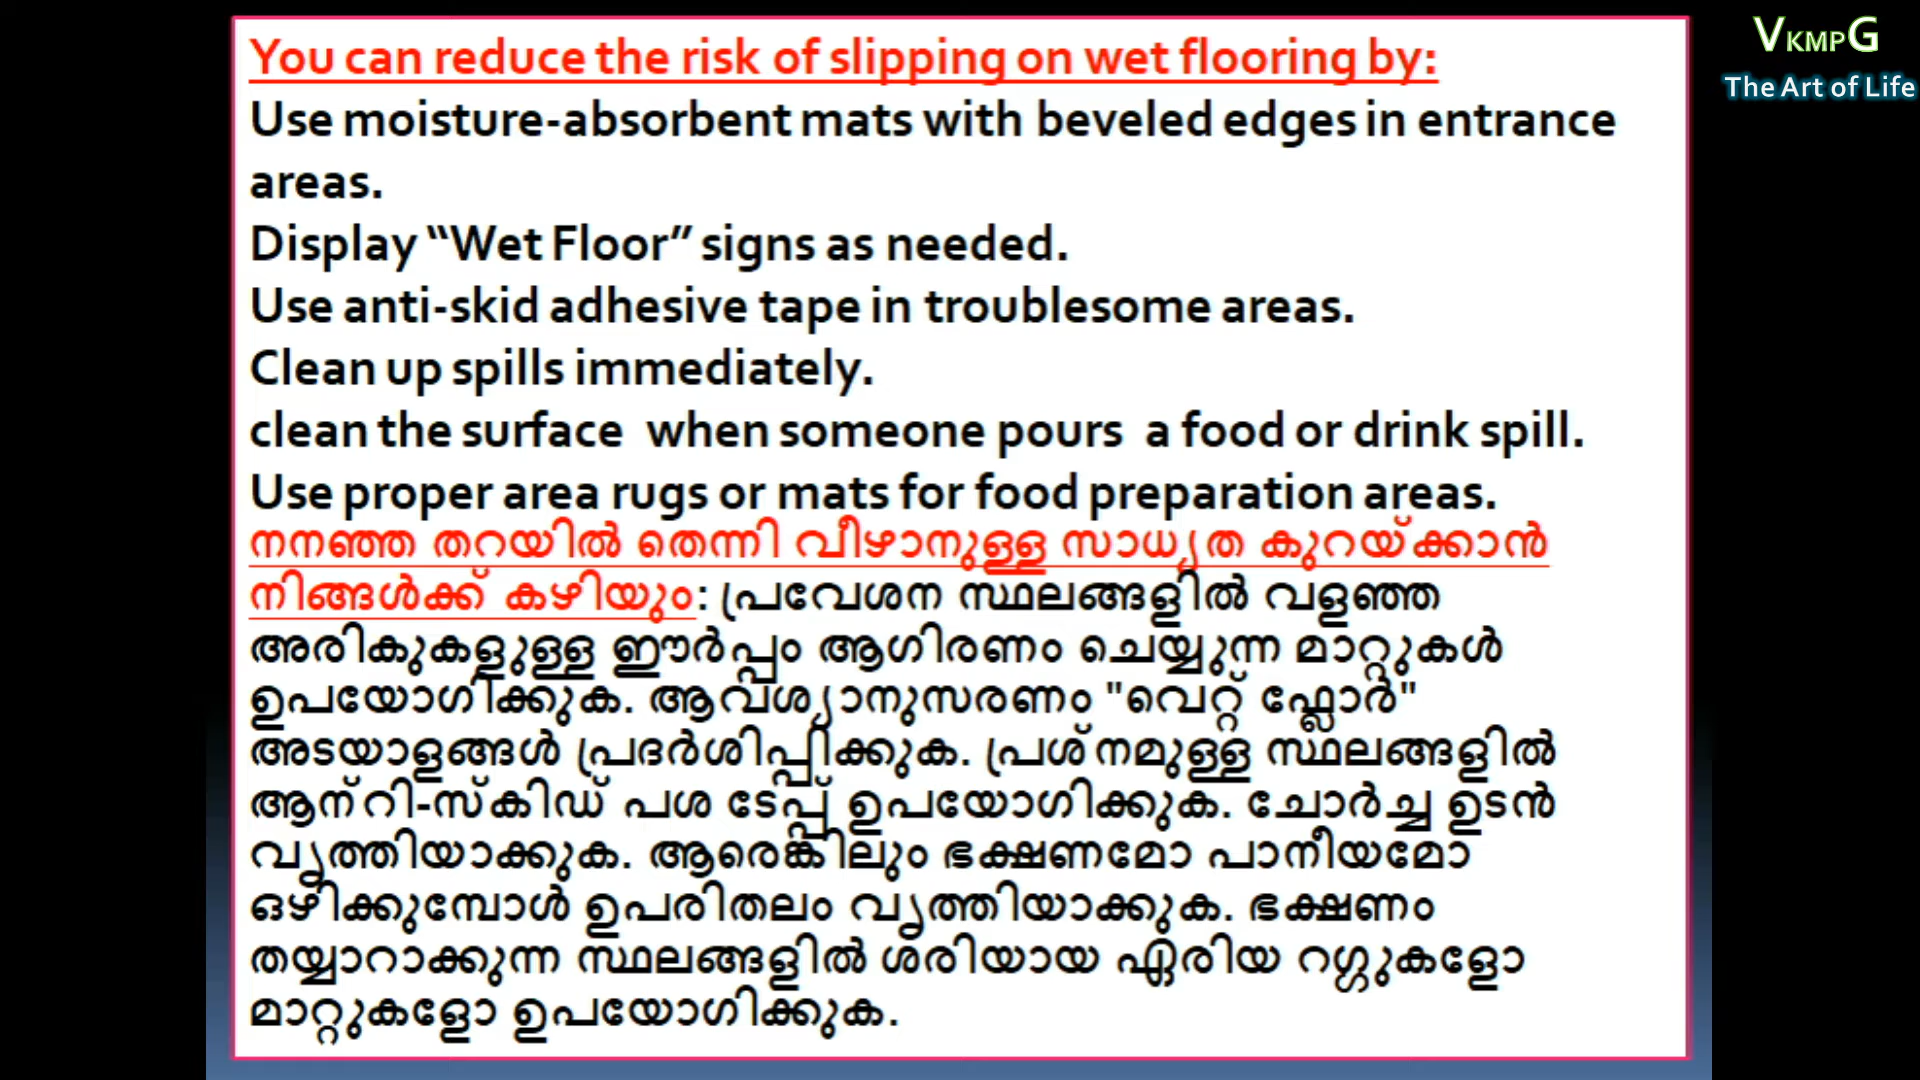 You can reduce the risk of slipping on wet flooring by:
Use moisture-absorbent mats with beveled edges in entrance
areas.
Display “Wet Floor” signs as needed.
Use anti-skid adhesive tape in troublesome areas.
Clean up spills immediately.
clean the surface when someone pours a food or drink spill.
Use proper area rugs or mats for food preparation areas.
നനഞ്ഞ തറയിൽ തെന്നി വീഴാനുള്ള സാധ്യത കുറയ്ക്കാൻ
നിങ്ങൾക്ക് കഴിയും: പ്രവേശന സ്ഥലങ്ങളിൽ വളഞ്ഞ
അരികുകളുള്ള ഈർപ്പം ആഗിരണം ചെയ്യുന്ന മാറ്റുകൾ
ഉപയോഗിക്കുക. ആവശ്യാനുസരണം "വെറ്റ് ഫ്ലോർ"
അടയാളങ്ങൾ പ്രദർശിപ്പിക്കുക. പ്രശ്നമുള്ള സ്ഥലങ്ങളിൽ
ആന്റി-സ്കിഡ് പശ ടേപ്പ് ഉപയോഗിക്കുക. ചോർച്ച ഉടൻ
വൃത്തിയാക്കുക. ആരെങ്കിലും ഭക്ഷണമോ പാനീയമോ
ഒഴിക്കുമ്പോൾ ഉപരിതലം വൃത്തിയാക്കുക. ഭക്ഷണം
തയ്യാറാക്കുന്ന സ്ഥലങ്ങളിൽ ശരിയായ ഏരിയ റഗ്ഗുകളോ
മാറ്റുകളോ ഉപയോഗിക്കുക.
VKMPG
The Art of Life